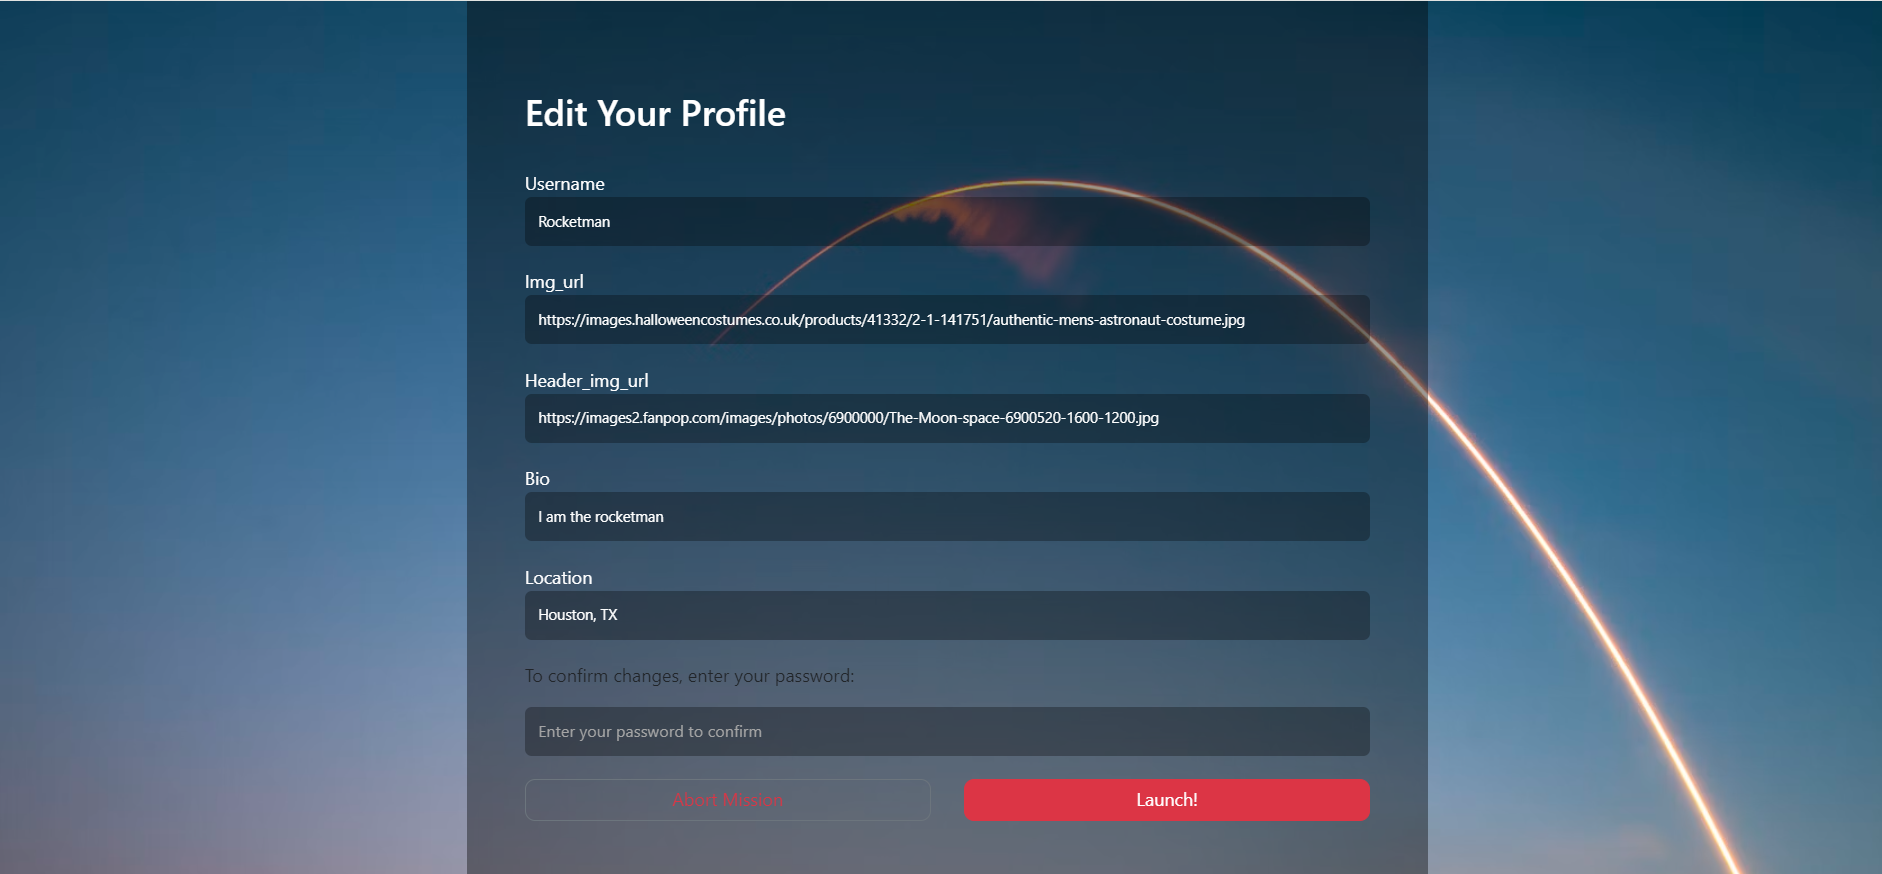 Edit Your Profile
Username
Rocketman
Img_url
https://images.halloweencostumes.co.uk/products/41332/2-1-141751/authentic-mens-astronaut-costume.jpg
Header_img_url
https://images2.fanpop.com/images/photos/6900000/The-Moon-space-6900520-1600-1200.jpg
Bio
I am the rocketman
Location
Houston, TX
To confirm changes, enter your password:
Enter your password to confirm
Abort Mission
Launch!